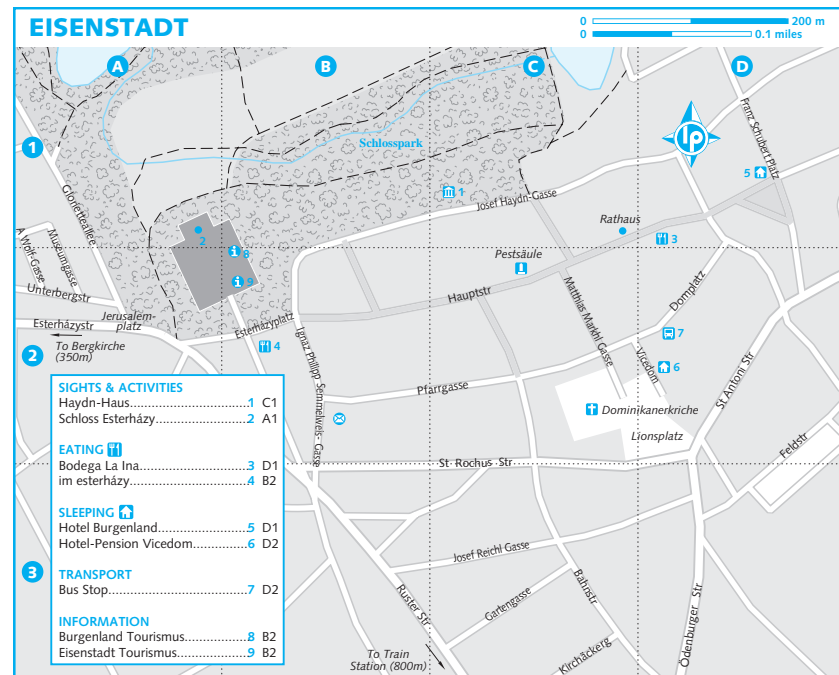 EISENSTADT
0 200 m
0 0.1 miles
A
B
C
D
1
Franz Schubert Platz
lp
Schlosspark
5
1
Josef Haydn-Gasse
Glorietteallee
Rathaus
2
3
A Wolf-Gasse
Museumgasse
8
Pestsäule
9
Matthias Markhl Gasse
Domplatz
Unterbergstr
Hauptstr
Jerusalem-
platz
Esterházystr
Esterházyplatz
7
To Bergkirche
(350m)
2
4
Ignaz Philipp Semmelweis-Gasse
Vicedom
6
St Antoni Str
Pfarrgasse
Dominikanerkriche
Lionsplatz
Feldstr
St Rochus Str
SIGHTS & ACTIVITIES
Haydn-Haus 1 C1
Schloss Esterházy 2 A1
EATING
Bodega La Ina 3 D1
im esterházy 4 B2
SLEEPING
Hotel Burgenland 5 D1
Hotel-Pension Vicedom 6 D2
TRANSPORT
Bus Stop 7 D2
INFORMATION
Burgenland Tourismus 8 B2
Eisenstadt Tourismus 9 B2
3
Josef Reichl Gasse
Ruster Str.
Gartengasse
Bahnstr
Ödenburger Str
Kirchäckerg
To Train
Station (800m)